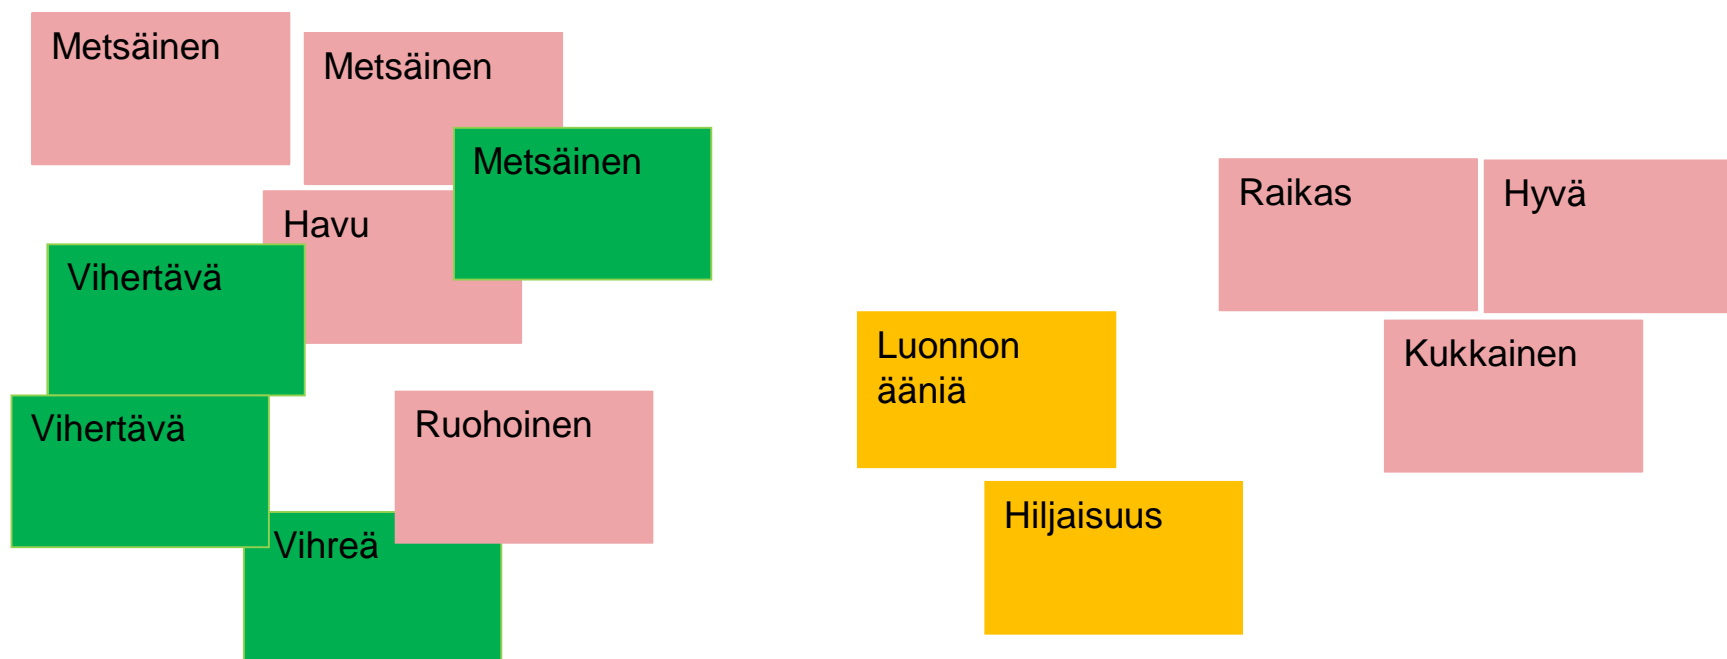 Metsäinen
Metsäinen
Metsäinen
Havu
Vihertävä
Vihertävä
Ruohoinen
Vihreä
Luonnon
ääniä
Hiljaisuus
Raikas
Hyvä
Kukkainen